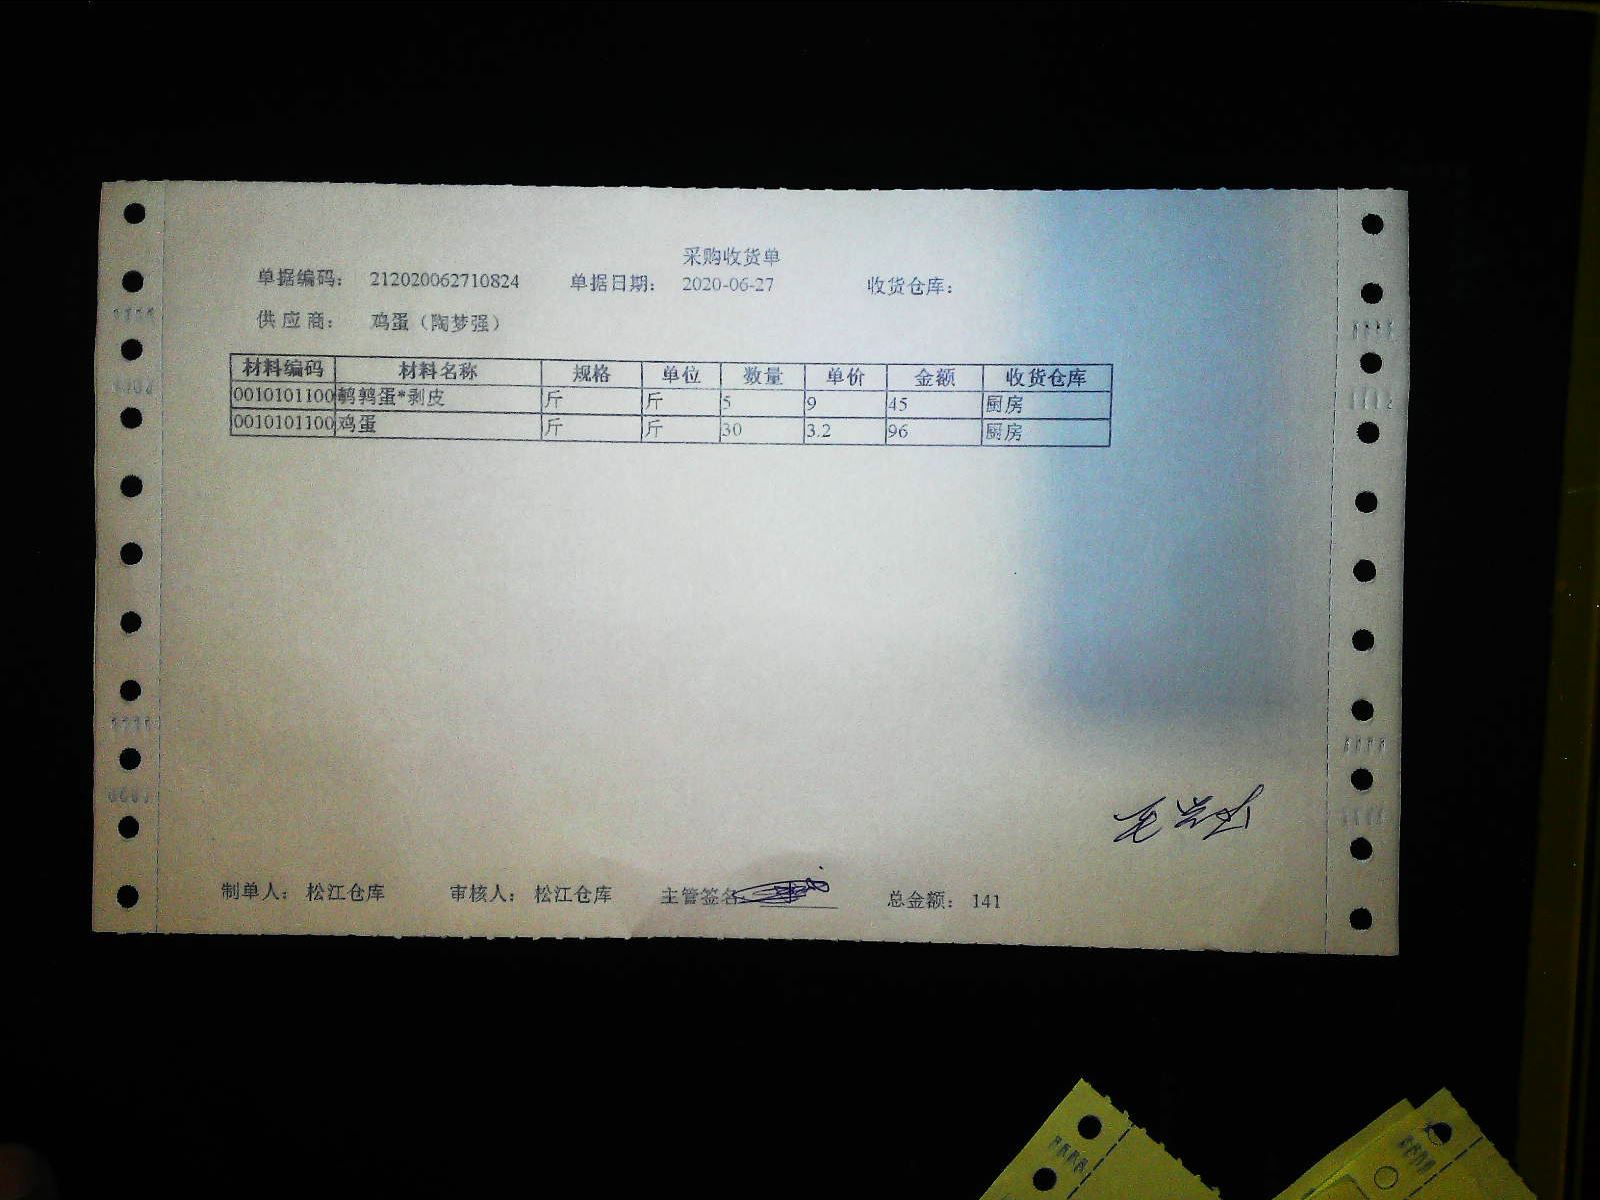 采购收货单
单据编码： 212020062710824 单据日期： 2020-06-27 收货仓库：
供应商： 鸡蛋（陶梦强）
材料编码 材料名称 规格 单位 数量 单价 金额 收货仓库
0010101100 鹌鹑蛋*剥皮 斤 斤 5 9 45 厨房
0010101100 鸡蛋 斤 斤 30 3.2 96 厨房
制单人： 松江仓库 审核人： 松江仓库 主管签名 总金额： 141